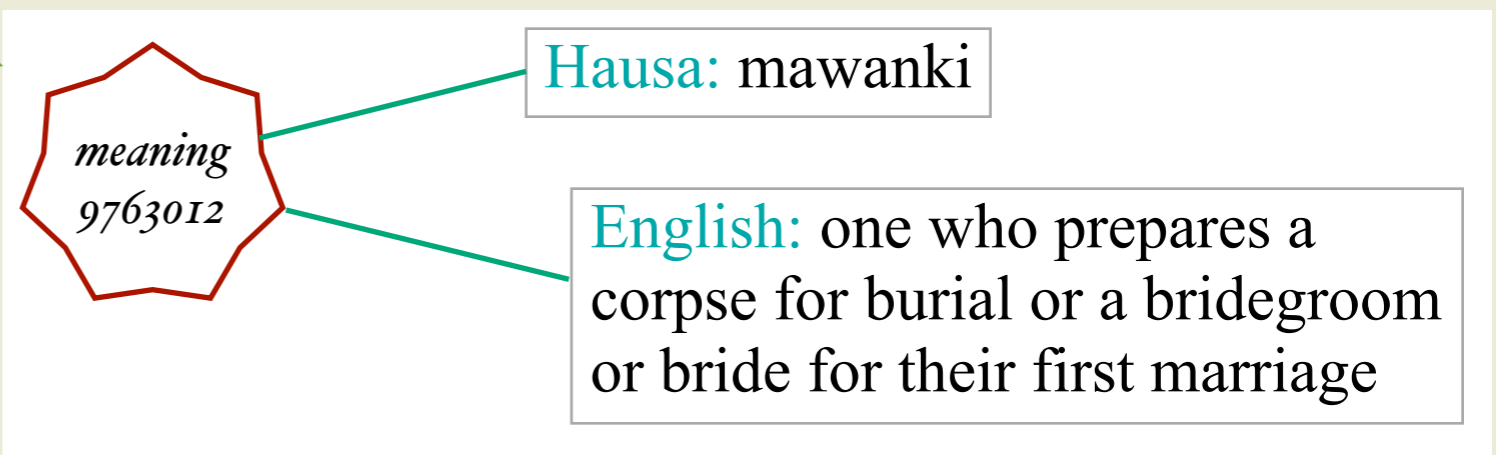 meaning
9763012
Hausa: mawanki
English: one who prepares a
corpse for burial or a bridegroom
or bride for their first marriage